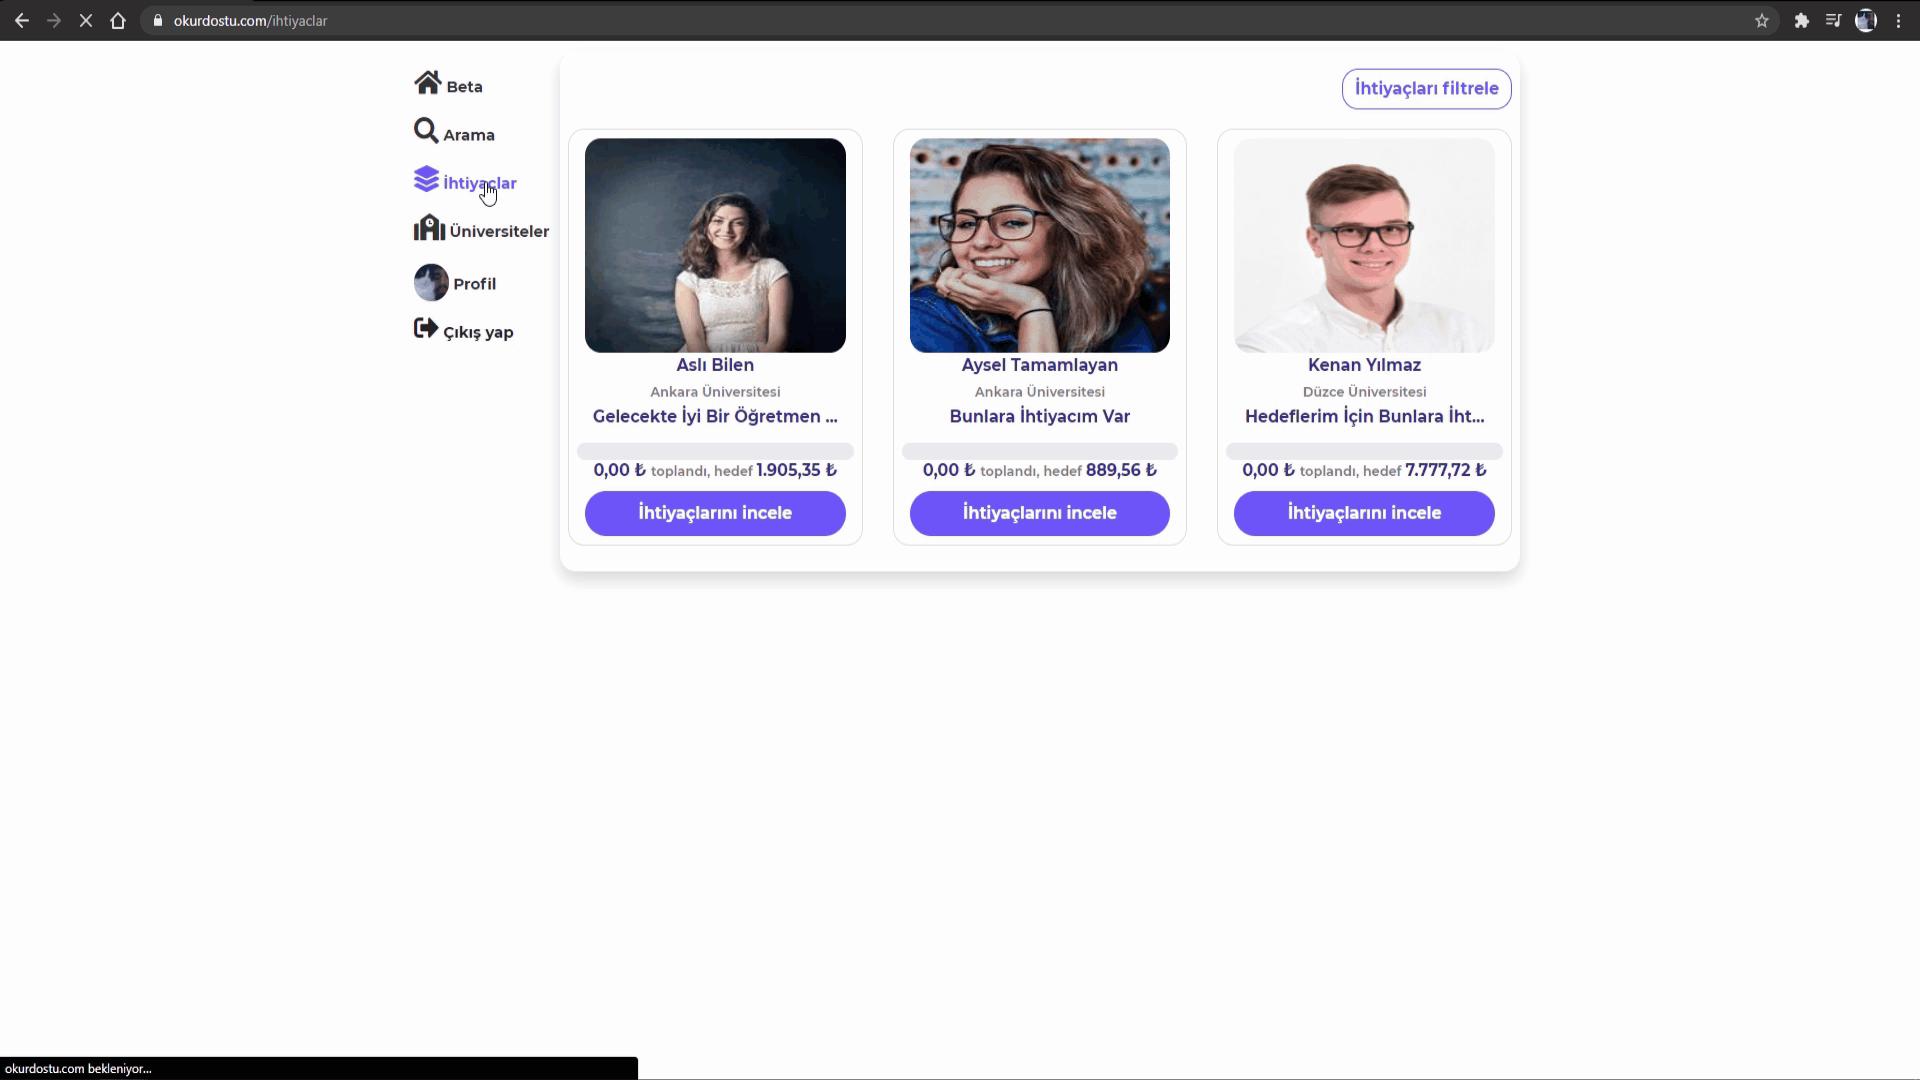 okurdostu.com/ihtiyaclar
Beta
Arama
İhtiyaçlar
Üniversiteler
Profil
Çıkış yap
İhtiyaçları filtrele
Aslı Bilen
Ankara Üniversitesi
Gelecekte İyi Bir Öğretmen ...
0,00 ₺ toplandı, hedef 1.905,35 ₺
İhtiyaçlarını incele
Aysel Tamamlayan
Ankara Üniversitesi
Bunlara İhtiyacım Var
0,00 ₺ toplandı, hedef 889,56 ₺
İhtiyaçlarını incele
Kenan Yılmaz
Düzce Üniversitesi
Hedeflerim İçin Bunlara İht...
0,00 ₺ toplandı, hedef 7.777,72 ₺
İhtiyaçlarını incele
okurdostu.com bekleniyor...